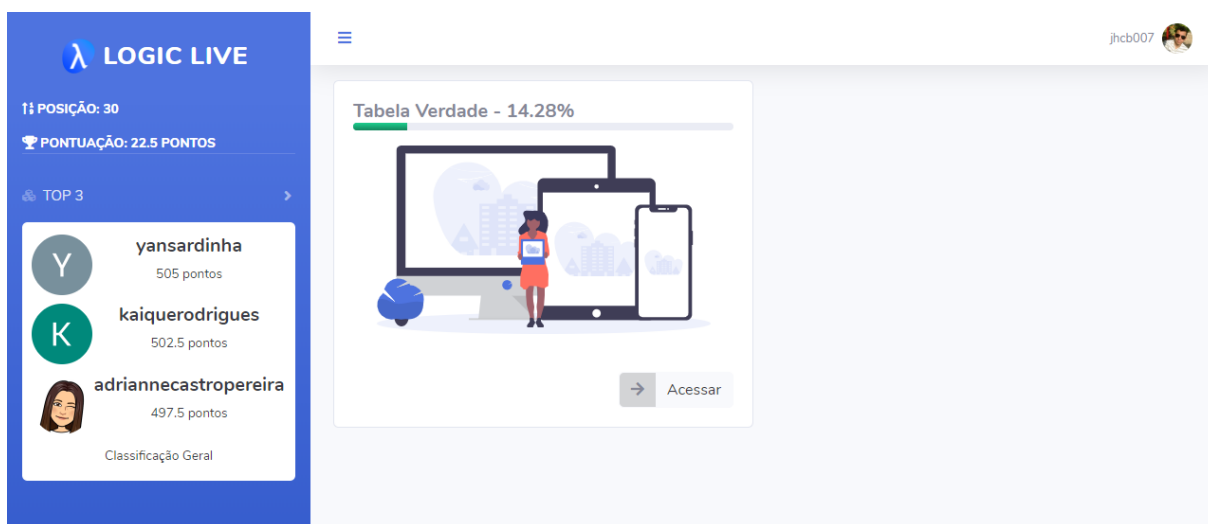 λ LOGIC LIVE
POSIÇÃO: 30
PONTUAÇÃO: 22.5 PONTOS
TOP 3
Y
yansardinha
505 pontos
K
kaiquerodrigues
502.5 pontos
adriannecastropereira
497.5 pontos
Classificação Geral
jhcb007
Tabela Verdade - 14.28%
Acessar